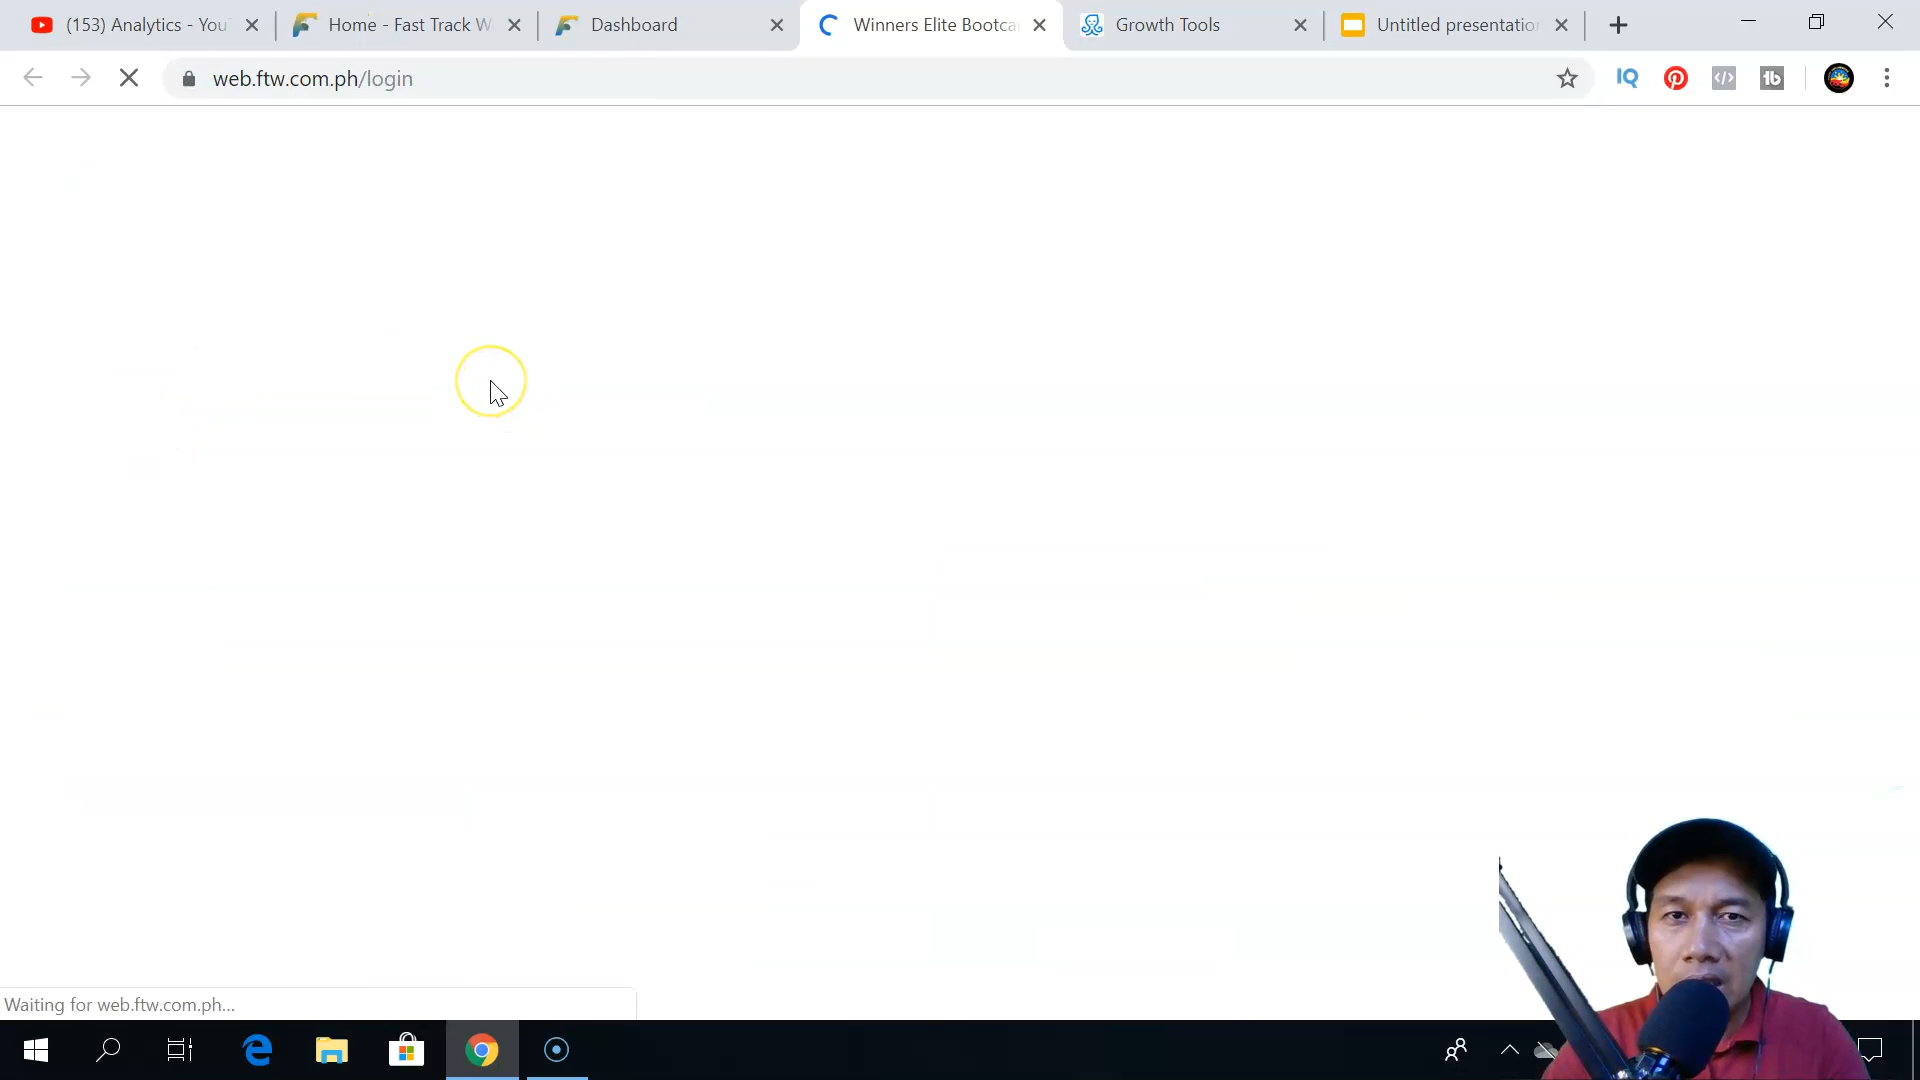 (153) Analytics - You
Home - Fast Track W
Dashboard
Winners Elite Bootca
Growth Tools
Untitled presentation
web.ftw.com.ph/login
IQ
Waiting for web.ftw.com.ph...